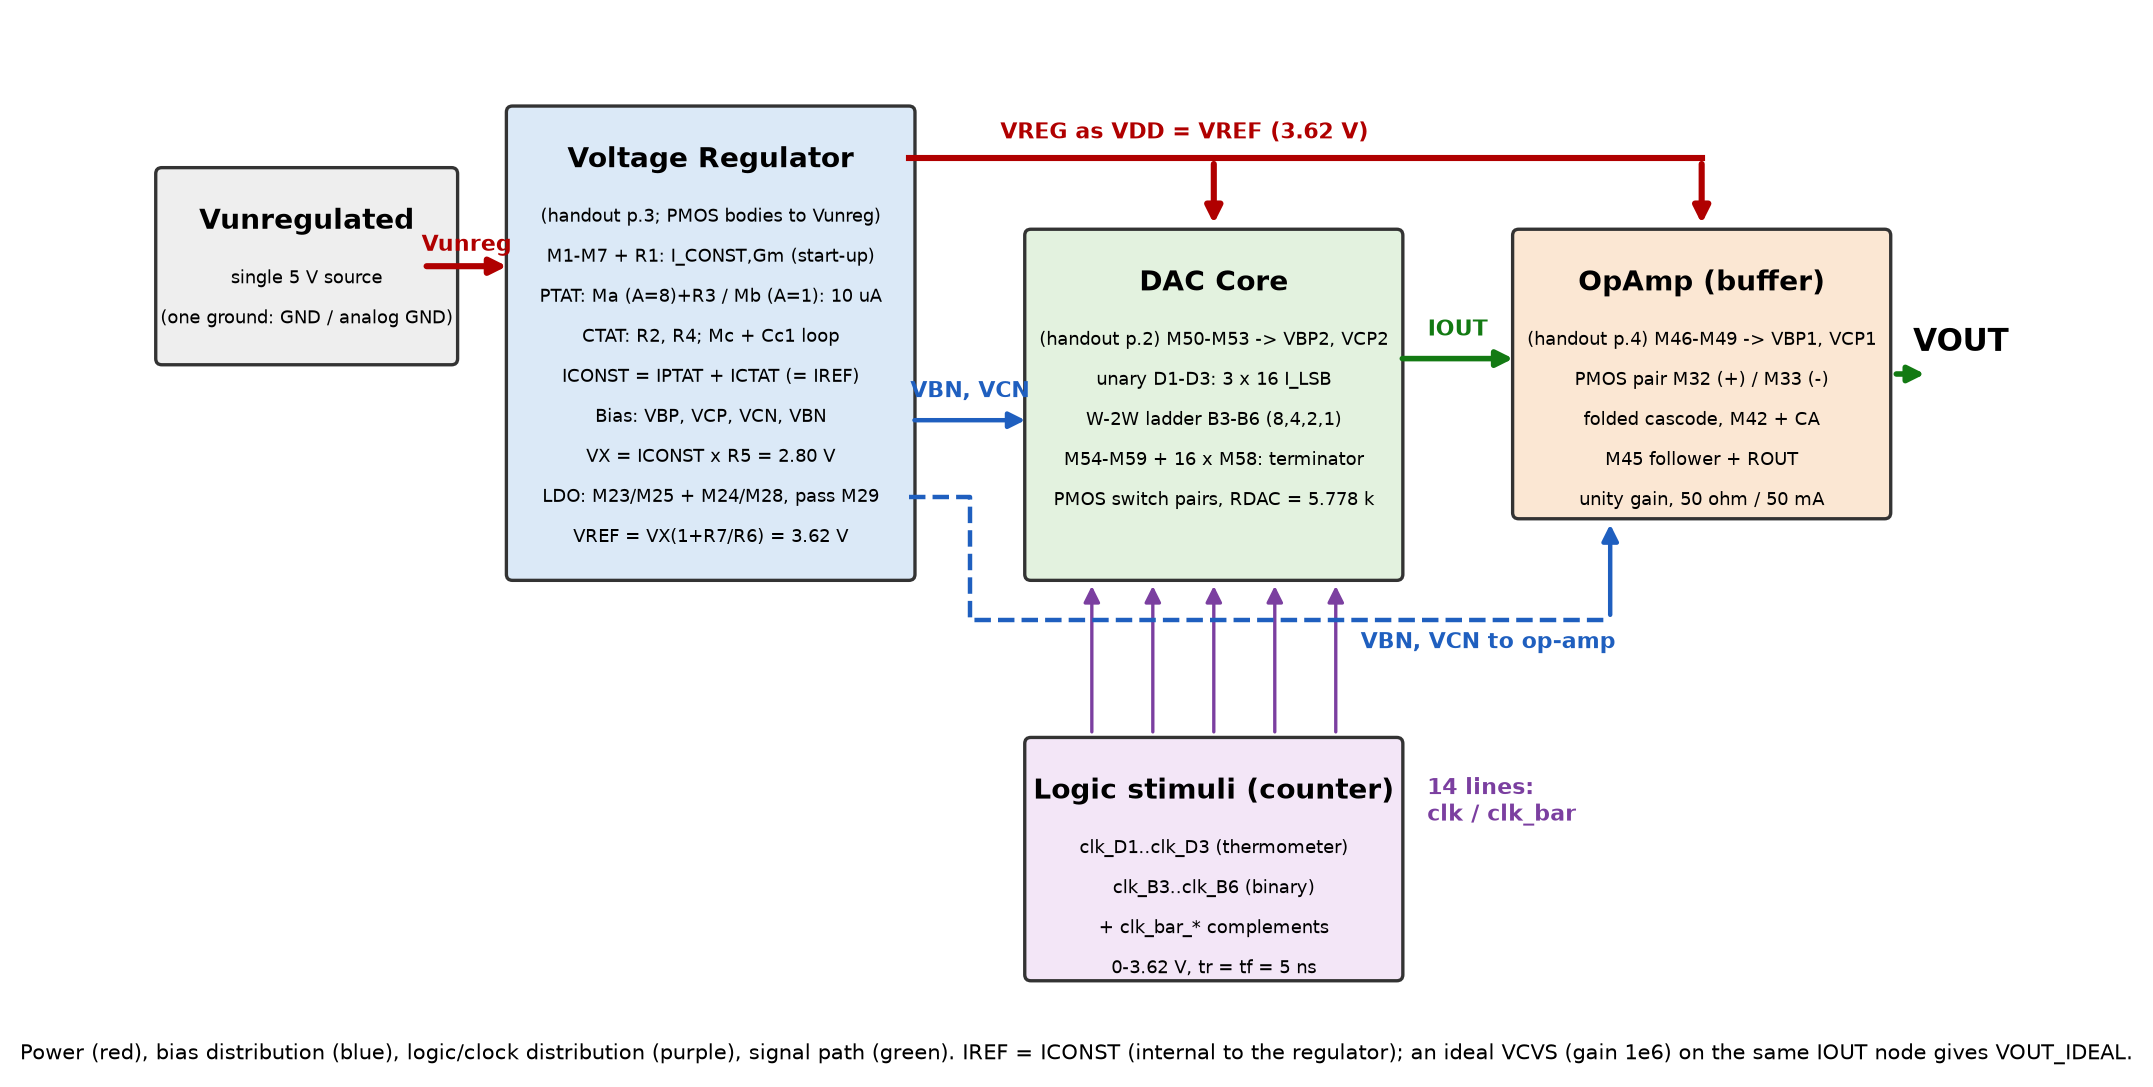 VREG as VDD = VREF (3.62 V)
Vunregulated
single 5 V source
(one ground: GND / analog GND)
Vunreg
Voltage Regulator
(handout p.3; PMOS bodies to Vunreg)
M1-M7 + R1: I_CONST,Gm (start-up)
PTAT: Ma (A=8)+R3 / Mb (A=1): 10 uA
CTAT: R2, R4; Mc + Cc1 loop
ICONST = IPTAT + ICTAT (= IREF)
Bias: VBP, VCP, VCN, VBN
VX = ICONST x R5 = 2.80 V
LDO: M23/M25 + M24/M28, pass M29
VREF = VX(1+R7/R6) = 3.62 V
VBN, VCN
DAC Core
(handout p.2) M50-M53 -> VBP2, VCP2
unary D1-D3: 3 x 16 I_LSB
W-2W ladder B3-B6 (8,4,2,1)
M54-M59 + 16 x M58: terminator
PMOS switch pairs, RDAC = 5.778 k
IOUT
OpAmp (buffer)
(handout p.4) M46-M49 -> VBP1, VCP1
PMOS pair M32 (+) / M33 (-)
folded cascode, M42 + CA
M45 follower + ROUT
unity gain, 50 ohm / 50 mA
VOUT
VBN, VCN to op-amp
Logic stimuli (counter)
clk_D1..clk_D3 (thermometer)
clk_B3..clk_B6 (binary)
+ clk_bar_* complements
0-3.62 V, tr = tf = 5 ns
14 lines:
clk / clk_bar
Power (red), bias distribution (blue), logic/clock distribution (purple), signal path (green). IREF = ICONST (internal to the regulator); an ideal VCVS (gain 1e6) on the same IOUT node gives VOUT_IDEAL.